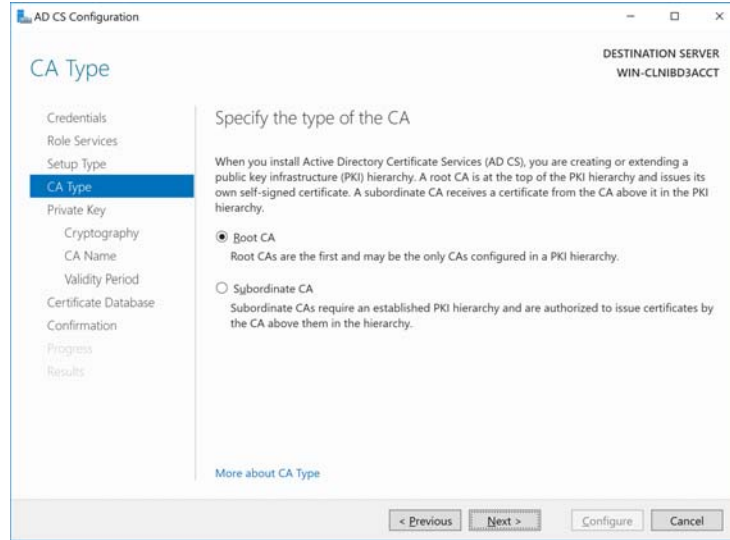 AD CS Configuration
DESTINATION SERVER
WIN-CLNIBD3ACCT
CA Type
Credentials
Role Services
Setup Type
CA Type
Private Key
Cryptography
CA Name
Validity Period
Certificate Database
Confirmation
Progress
Results
Specify the type of the CA
When you install Active Directory Certificate Services (AD CS), you are creating or extending a
public key infrastructure (PKI) hierarchy. A root CA is at the top of the PKI hierarchy and issues its
own self-signed certificate. A subordinate CA receives a certificate from the CA above it in the PKI
hierarchy.
Root CA
Root CAs are the first and may be the only CAs configured in a PKI hierarchy.
Subordinate CA
Subordinate CAs require an established PKI hierarchy and are authorized to issue certificates by
the CA above them in the hierarchy.
More about CA Type
< Previous
Next >
Configure
Cancel